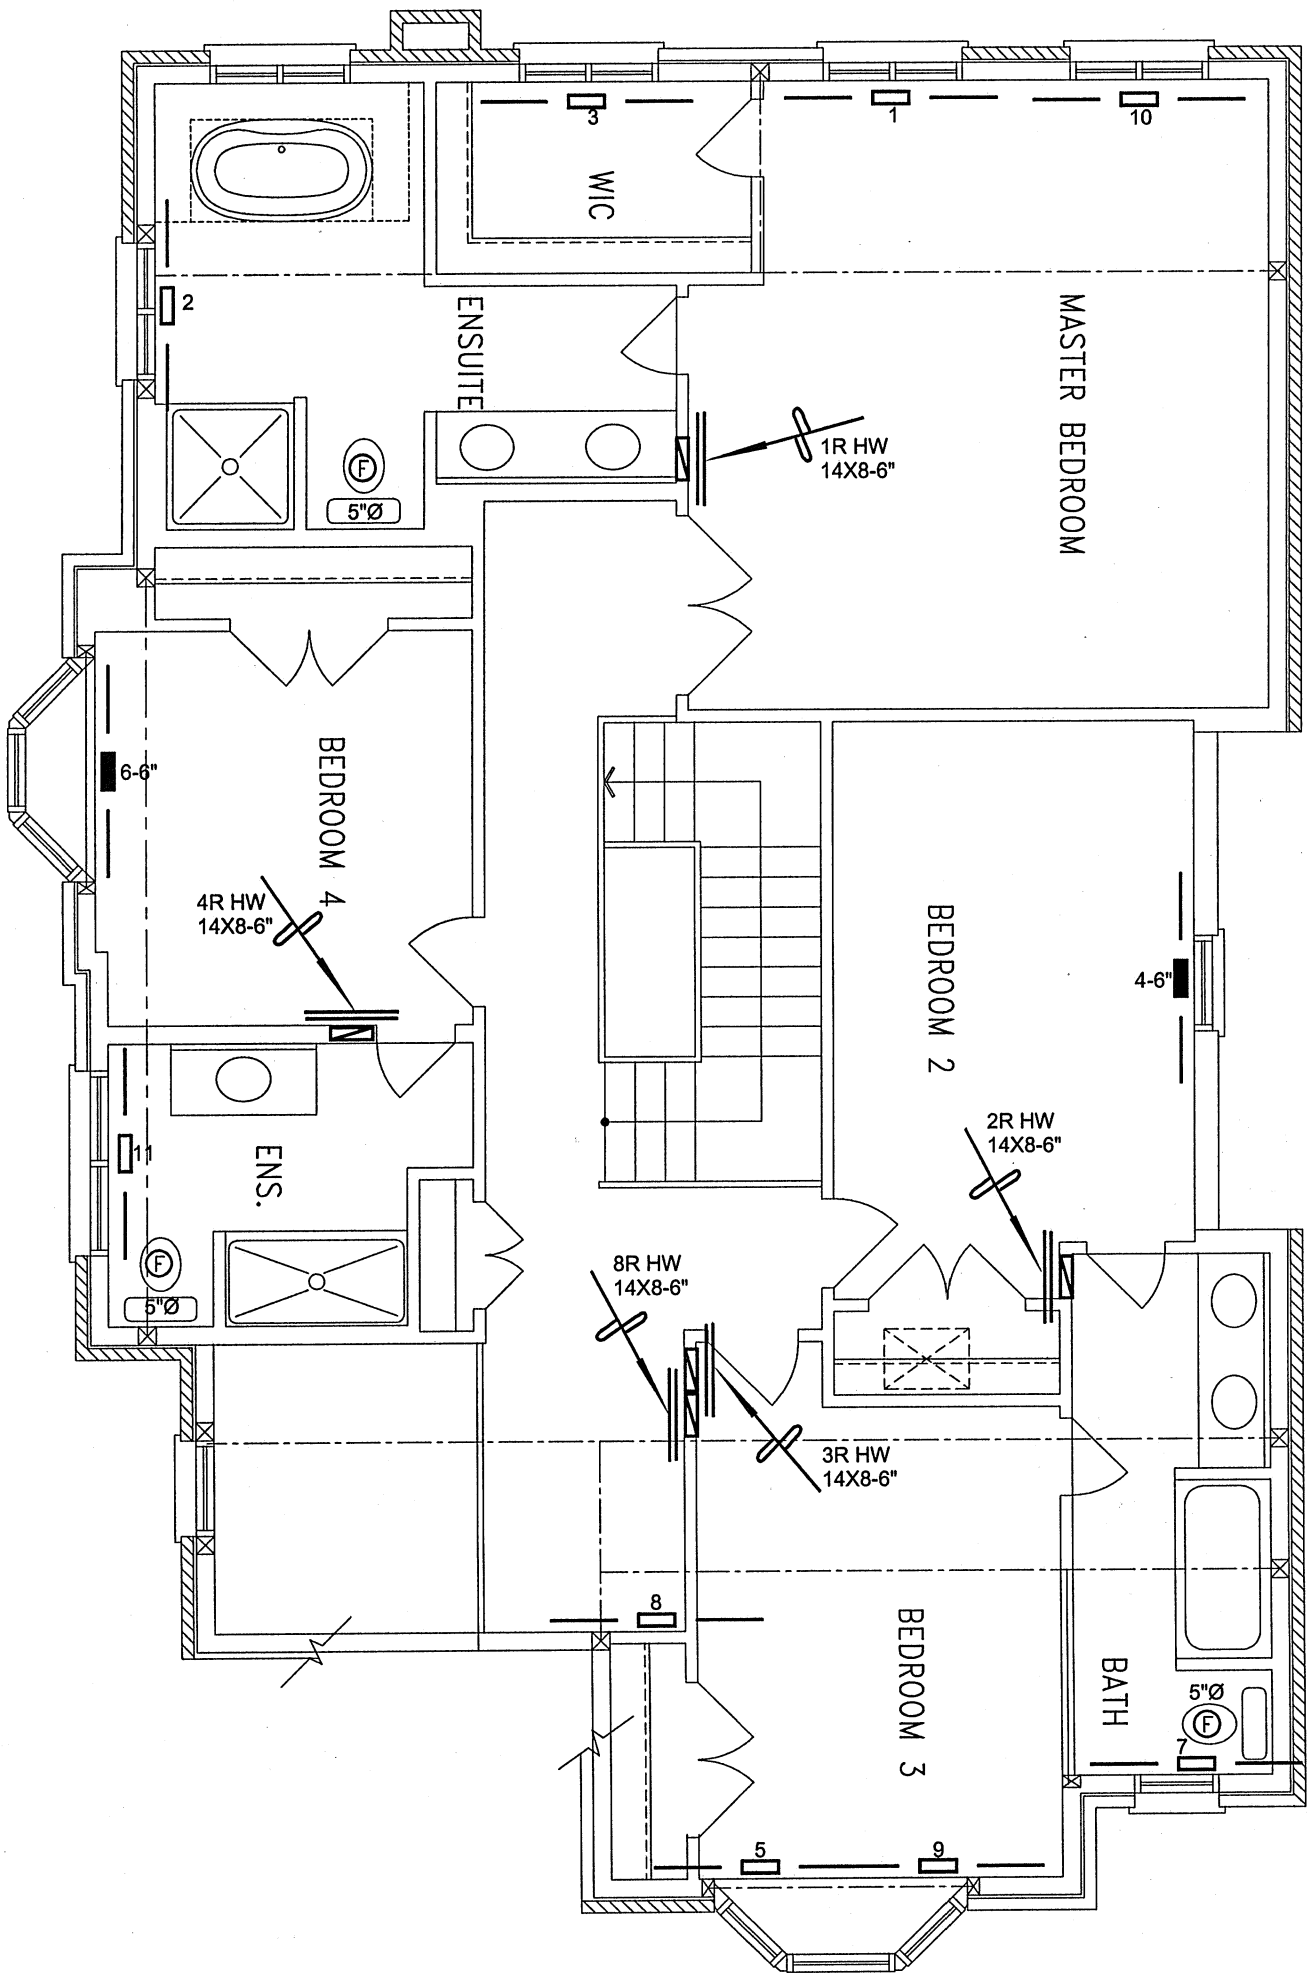 3
1
10
WIC
2
ENSUITE
MASTER BEDROOM
1R HW
14X8-6"
F
5"Ø
6-6"
BEDROOM 4
4R HW
14X8-6"
BEDROOM 2
4-6"
2R HW
14X8-6"
11
ENS.
F
5"Ø
8R HW
14X8-6"
3R HW
14X8-6"
8
BEDROOM 3
BATH
5"Ø
F
7
5
9